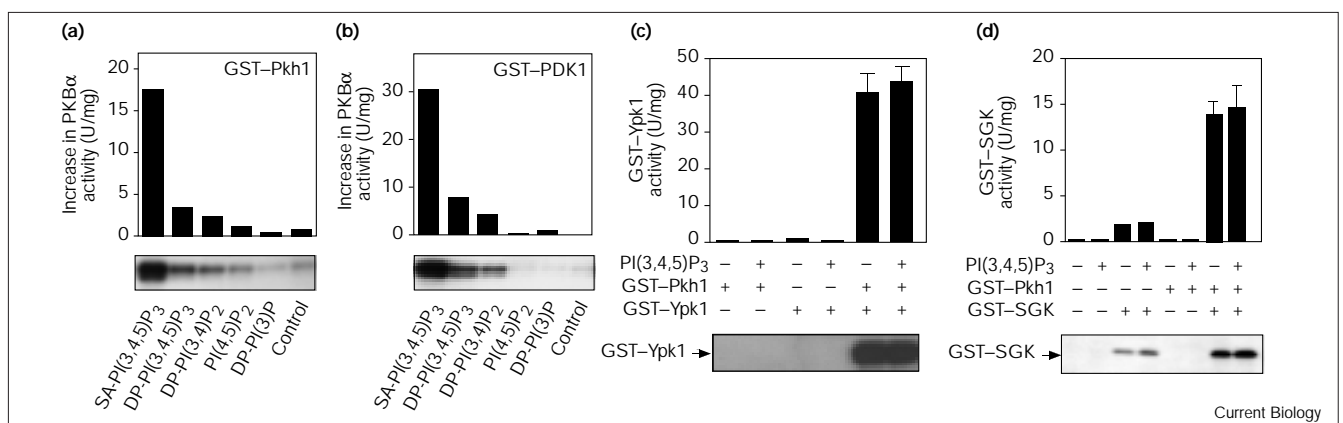 (a)
GST–Pkh1
Increase in PKBα
activity (U/mg)
20
15
10
5
0
SA-PI(3,4,5)P3
DP-PI(3,4,5)P3
DP-PI(3,4)P2
PI(4,5)P2
DP-PI(3)P
Control
(b)
GST–PDK1
Increase in PKBα
activity (U/mg)
30
20
10
0
SA-PI(3,4,5)P3
DP-PI(3,4,5)P3
DP-PI(3,4)P2
PI(4,5)P2
DP-PI(3)P
Control
(c)
GST–Ypk1
activity (U/mg)
50
40
30
20
10
0
PI(3,4,5)P3 – + – + – +
GST–Pkh1 + + – – + +
GST–Ypk1 – – + + + +
GST–Ypk1
(d)
GST–SGK
activity (U/mg)
20
15
10
5
0
PI(3,4,5)P3 – + – + – + – +
GST–Pkh1 – – – – + + + +
GST–SGK – – + + – – + +
GST–SGK
Current Biology